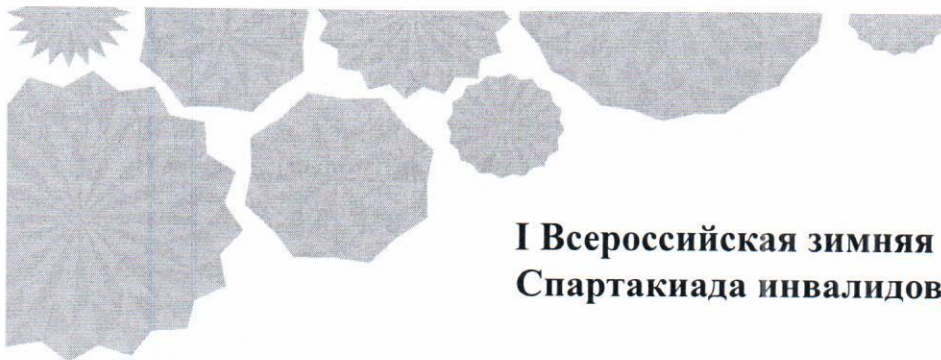 I Всероссийская зимняя
Спартакиада инвалидов